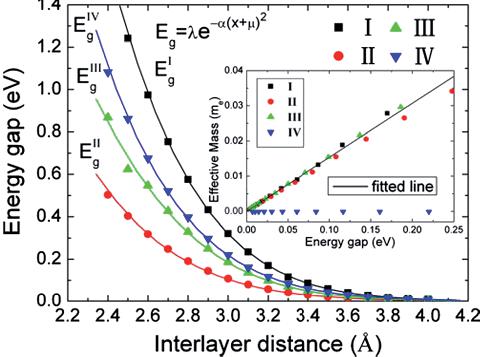 1.4
1.2
1.0
0.8
0.6
0.4
0.2
0.0
Energy gap (eV)
E_g^IV
E_g^III
E_g^II
E_g^I
E_g=λe^-α(x+μ)^2
I
II
III
IV
0.04
0.03
0.02
0.01
0.00
Effective Mass (m_e)
I
II
III
IV
fitted line
0.00 0.05 0.10 0.15 0.20 0.25
Energy gap (eV)
2.2 2.4 2.6 2.8 3.0 3.2 3.4 3.6 3.8 4.0 4.2
Interlayer distance (Å)